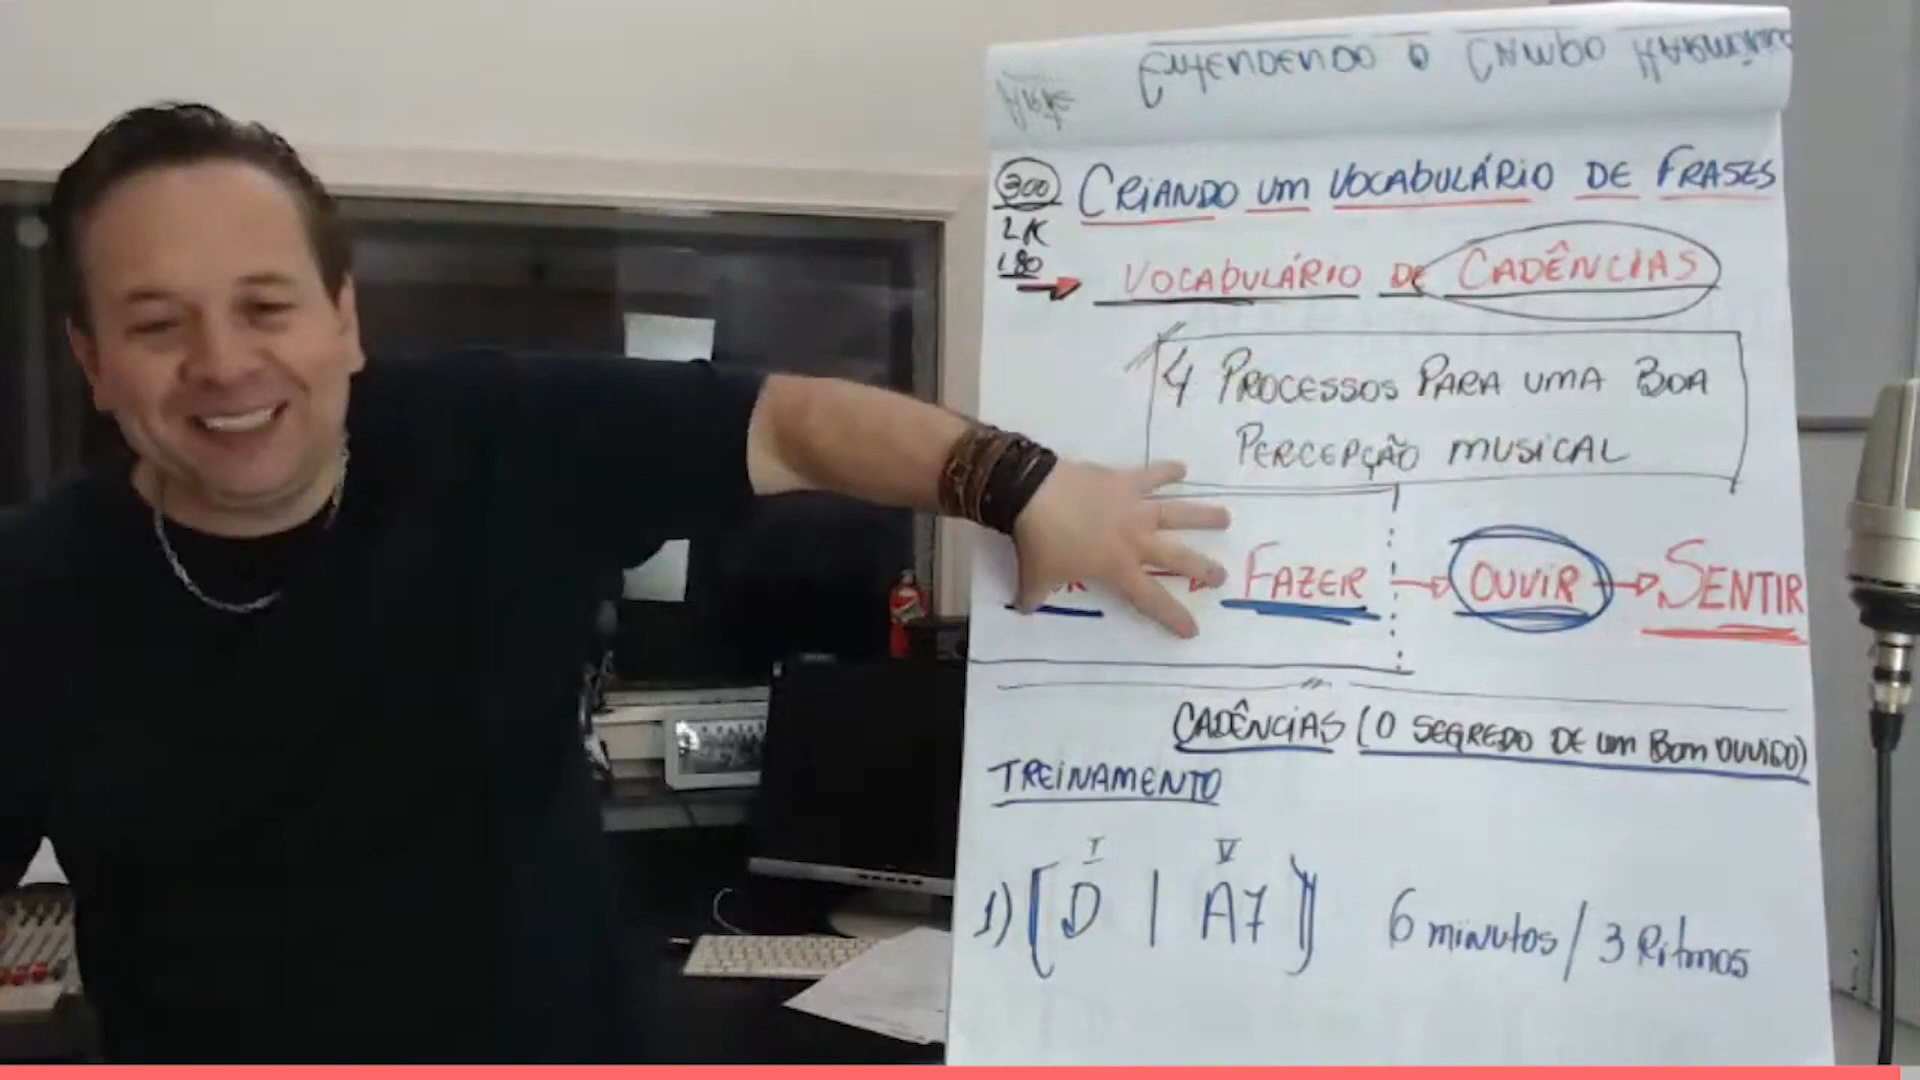 Entendendo o Campo Harmônico
300 Criando um vocabulário de frases
2K
180
Vocabulário de Cadências
4 Processos para uma boa
percepção musical
Fazer ouvir Sentir
Cadências (o segredo de um bom ouvido)
Treinamento
I V
1) [ D | A7 ] 6 minutos / 3 Ritmos